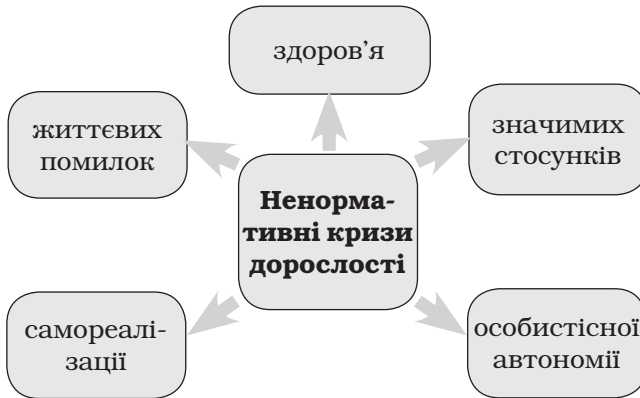 здоров’я
життєвих
помилок
значимих
стосунків
Ненорма-
тивні кризи
дорослості
самореалі-
зації
особистісної
автономії